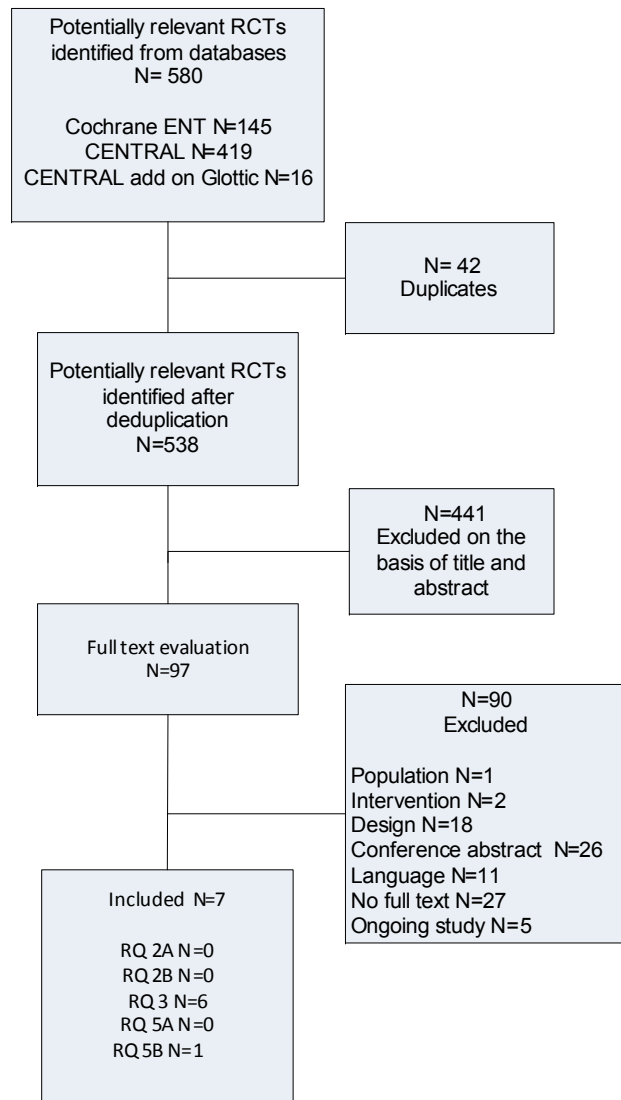 Potentially relevant RCTs
identified from databases
N= 580
Cochrane ENT N=145
CENTRAL N=419
CENTRAL add on Glottic N=16
N= 42
Duplicates
Potentially relevant RCTs
identified after
deduplication
N=538
N=441
Excluded on the
basis of title and
abstract
Full text evaluation
N=97
N=90
Excluded
Population N=1
Intervention N=2
Design N=18
Conference abstract N=26
Language N=11
No full text N=27
Ongoing study N=5
Included N=7
RQ 2A N=0
RQ 2B N=0
RQ 3 N=6
RQ 5A N=0
RQ 5B N=1